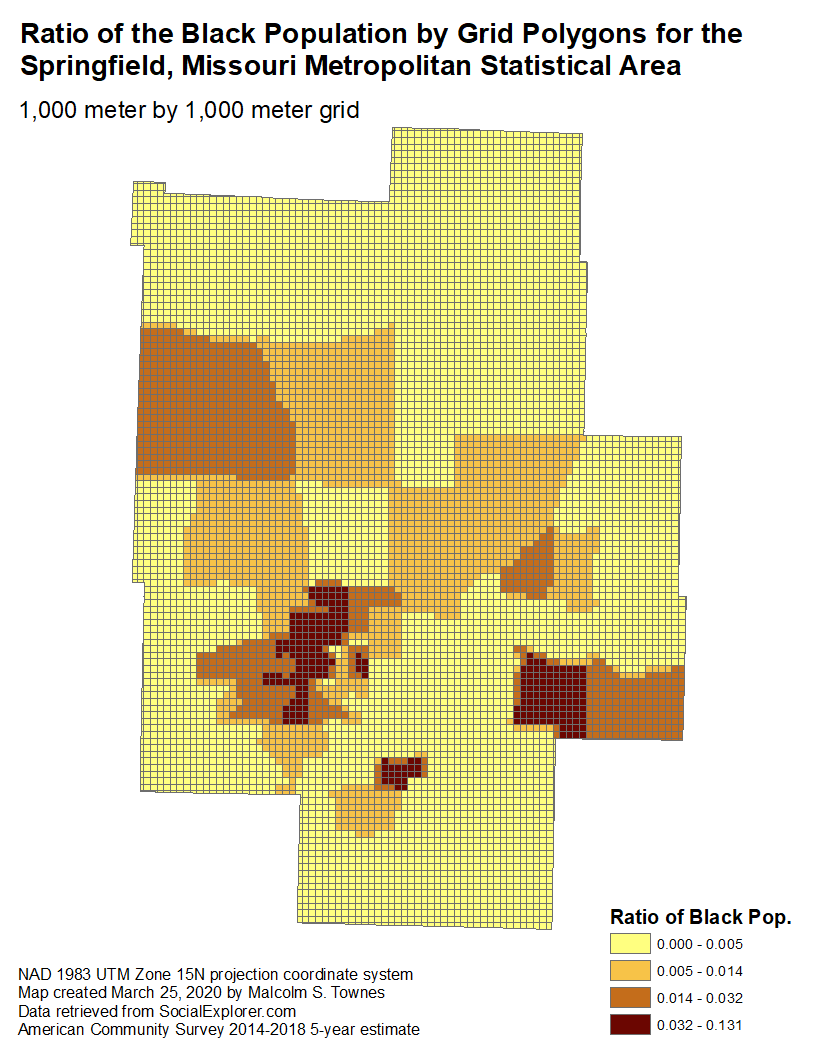 Ratio of the Black Population by Grid Polygons for the
Springfield, Missouri Metropolitan Statistical Area
1,000 meter by 1,000 meter grid
Ratio of Black Pop.
0.000 - 0.005
0.005 - 0.014
0.014 - 0.032
0.032 - 0.131
NAD 1983 UTM Zone 15N projection coordinate system
Map created March 25, 2020 by Malcolm S. Townes
Data retrieved from SocialExplorer.com
American Community Survey 2014-2018 5-year estimate